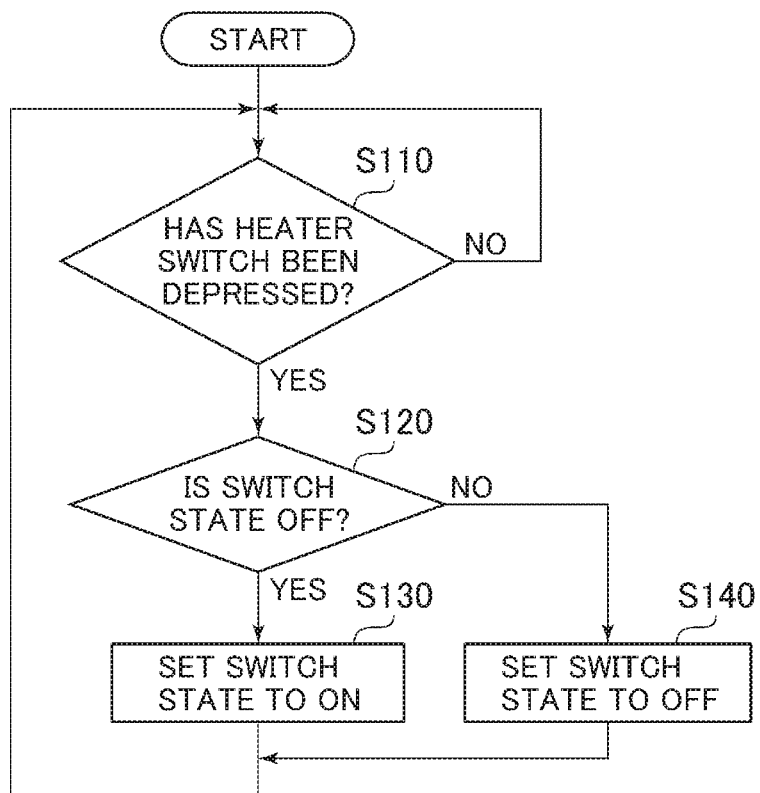 START
S110
HAS HEATER
SWITCH BEEN
DEPRESSED?
NO
YES
S120
IS SWITCH
STATE OFF?
NO
YES
S130
SET SWITCH
STATE TO ON
S140
SET SWITCH
STATE TO OFF